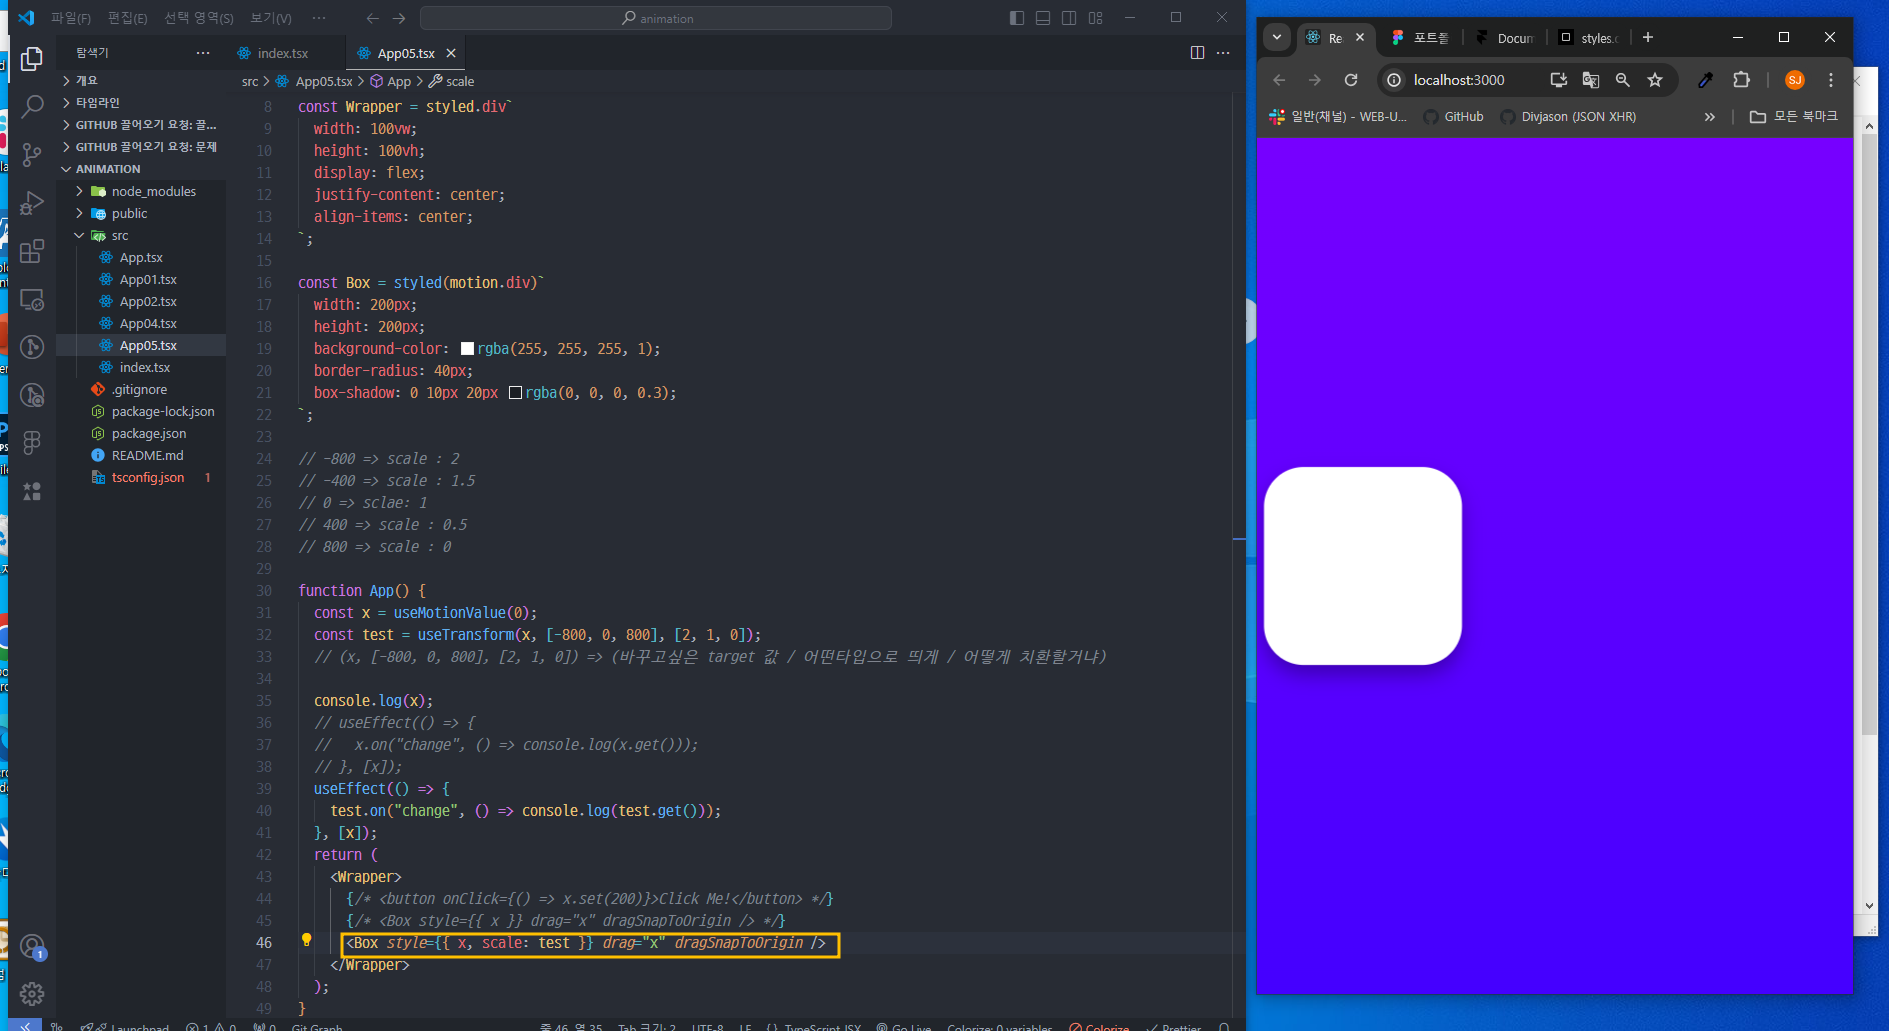 파일(F) 편집(E) 선택 영역(S) 보기(V) ···
animation
탐색기 ···
index.tsx
App05.tsx
src > App05.tsx > App > scale
개요
타임라인
GITHUB 끌어오기 요청: 끌...
GITHUB 끌어오기 요청: 문제
ANIMATION
node_modules
public
src
App.tsx
App01.tsx
App02.tsx
App04.tsx
App05.tsx
index.tsx
.gitignore
package-lock.json
package.json
README.md
tsconfig.json 1
1
8 const Wrapper = styled.div`
9 width: 100vw;
10 height: 100vh;
11 display: flex;
12 justify-content: center;
13 align-items: center;
14 `;
15
16 const Box = styled(motion.div)`
17 width: 200px;
18 height: 200px;
19 background-color: rgba(255, 255, 255, 1);
20 border-radius: 40px;
21 box-shadow: 0 10px 20px rgba(0, 0, 0, 0.3);
22 `;
23
24 // -800 => scale : 2
25 // -400 => scale : 1.5
26 // 0 => sclae: 1
27 // 400 => scale : 0.5
28 // 800 => scale : 0
29
30 function App() {
31 const x = useMotionValue(0);
32 const test = useTransform(x, [-800, 0, 800], [2, 1, 0]);
33 // (x, [-800, 0, 800], [2, 1, 0]) => (바꾸고싶은 target 값 / 어떤타입으로 띄게 / 어떻게 치환할거냐)
34
35 console.log(x);
36 // useEffect(() => {
37 //   x.on("change", () => console.log(x.get()));
38 // }, [x]);
39 useEffect(() => {
40 test.on("change", () => console.log(test.get()));
41 }, [x]);
42 return (
43 <Wrapper>
44 {/* <button onClick={() => x.set(200)}>Click Me!</button> */}
45 {/* <Box style={{ x }} drag="x" dragSnapToOrigin /> */}
46 <Box style={{ x, scale: test }} drag="x" dragSnapToOrigin />
47 </Wrapper>
48 );
49 }
Launchpad 1 0 0 Git Graph 줄 46, 열 35 Tab 크기: 2 UTF-8 LF {} TypeScript JSX Go Live Colorize: 0 variables Colorize Prettier
Re
포트폴
Docum
styles.c
localhost:3000
SJ
일반(채널) - WEB-U...
GitHub
Divjason (JSON XHR)
»
모든 북마크